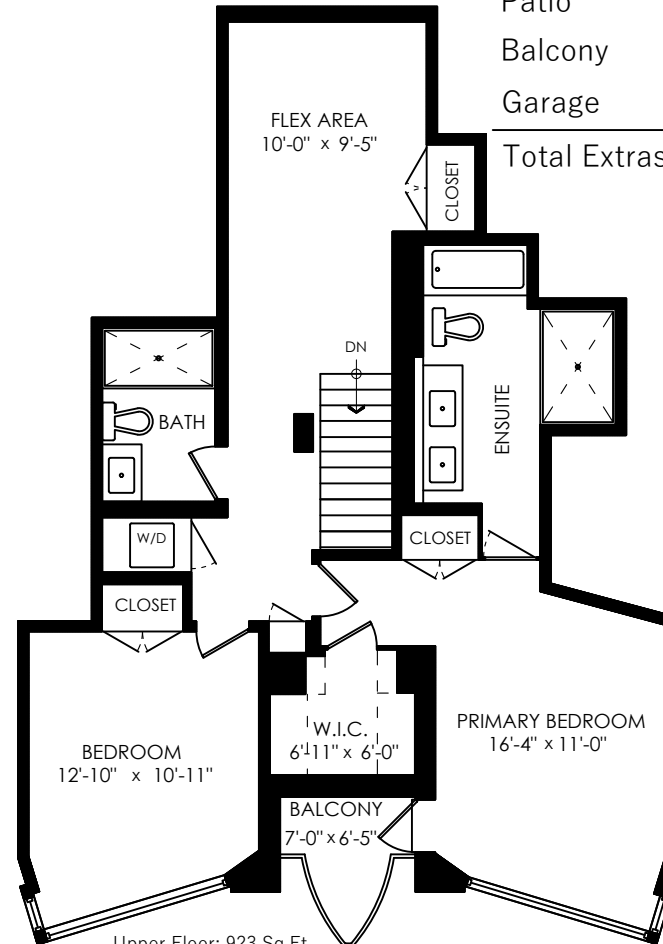 Patio
Balcony
Garage
Total Extras
FLEX AREA
10'-0" x 9'-5"
CLOSET
DN
BATH
ENSUITE
W/D
CLOSET
CLOSET
W.I.C.
6'-11" x 6'-0"
PRIMARY BEDROOM
16'-4" x 11'-0"
BEDROOM
12'-10" x 10'-11"
BALCONY
7'-0" x 6'-5"
Upper Floor: 923 Sq Ft